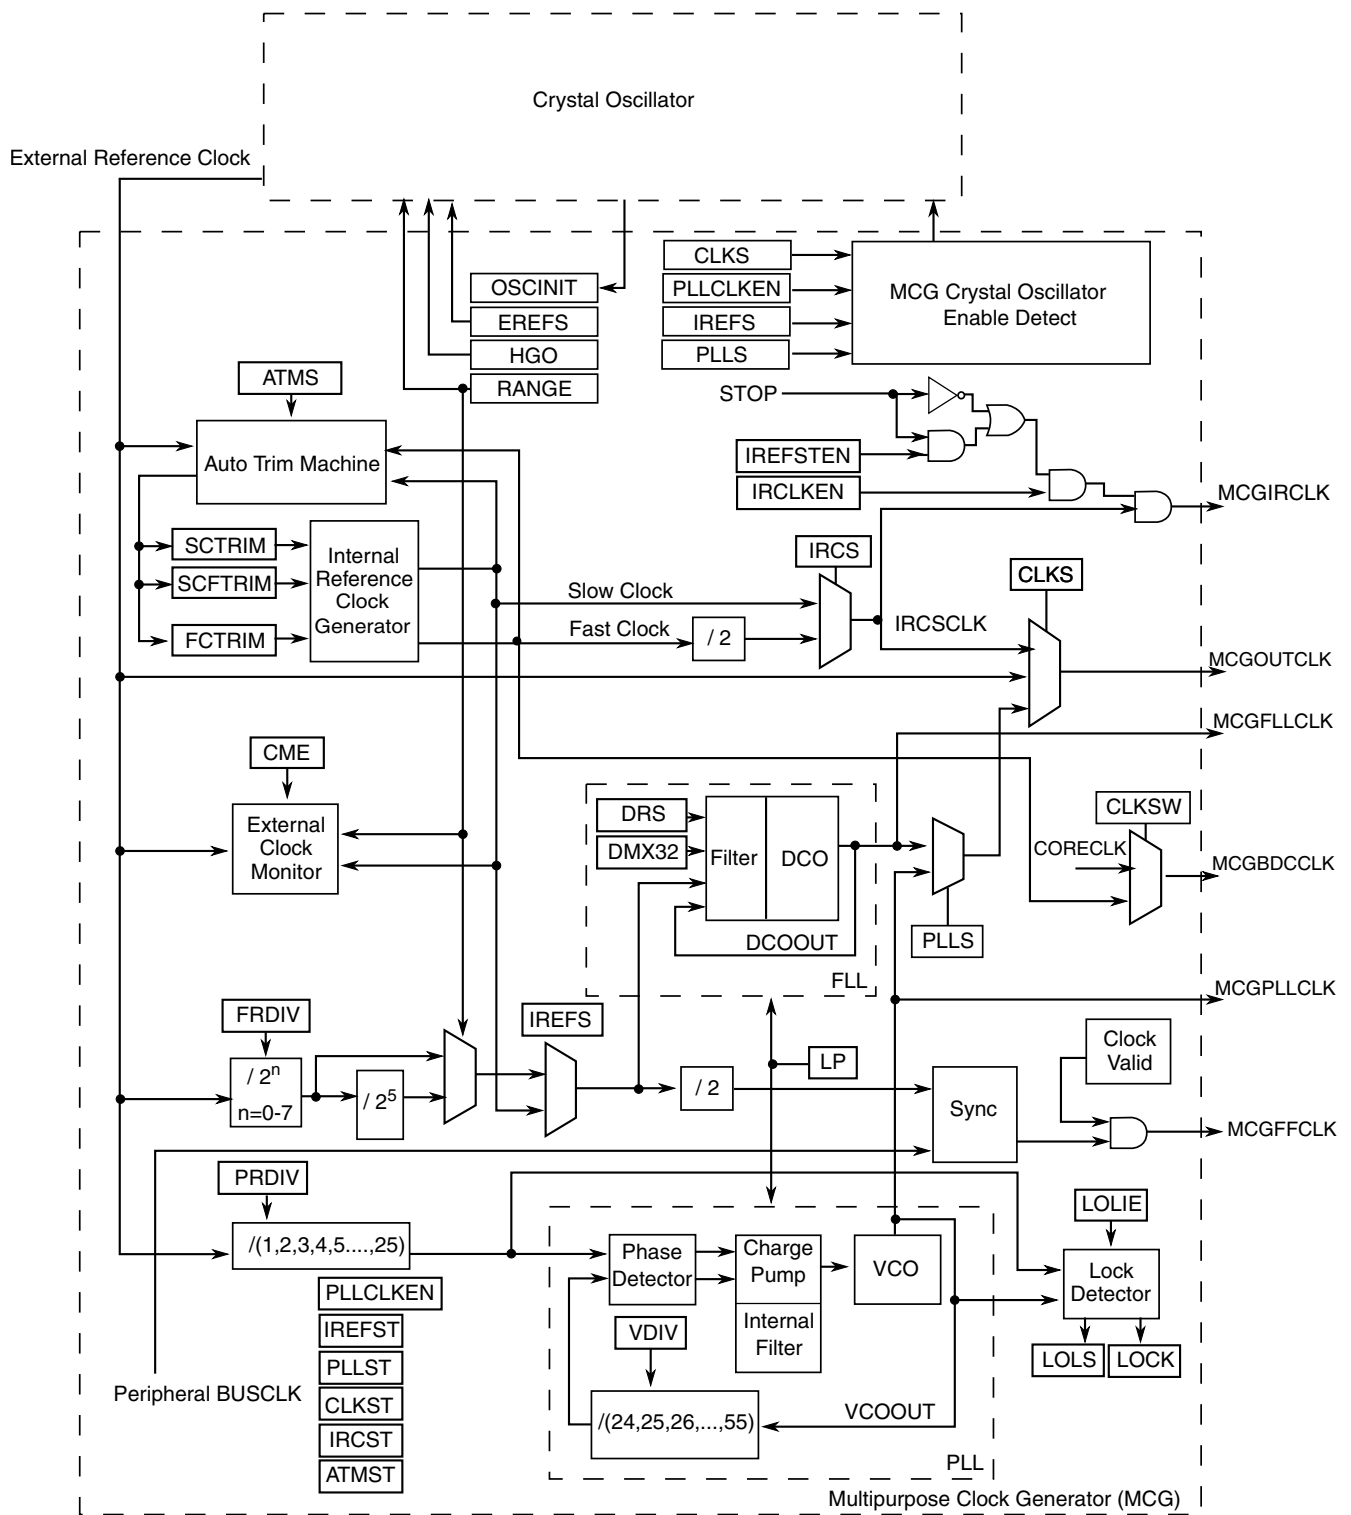 Crystal Oscillator
External Reference Clock
OSCINIT
EREFS
HGO
RANGE
CLKS
PLLCLKEN
IREFS
PLLS
MCG Crystal Oscillator
Enable Detect
STOP
IREFSTEN
IRCLKEN
MCGIRCLK
ATMS
Auto Trim Machine
SCTRIM
SCFTRIM
FCTRIM
Internal
Reference
Clock
Generator
Slow Clock
Fast Clock
/ 2
IRCS
IRCSCLK
CLKS
MCGOUTCLK
MCGFLLCLK
CME
External
Clock
Monitor
DRS
DMX32
Filter
DCO
DCOOUT
FLL
PLLS
CLKSW
CORECLK
MCGBDCCLK
MCGPLLCLK
FRDIV
/ 2n
n=0-7
/ 25
IREFS
LP
/ 2
Sync
Clock
Valid
MCGFFCLK
PRDIV
/(1,2,3,4,5....,25)
PLLCLKEN
IREFST
PLLST
CLKST
IRCST
ATMST
Peripheral BUSCLK
Phase
Detector
Charge
Pump
Internal
Filter
VCO
VDIV
/(24,25,26,...,55)
VCOOUT
PLL
LOLIE
Lock
Detector
LOLS
LOCK
Multipurpose Clock Generator (MCG)